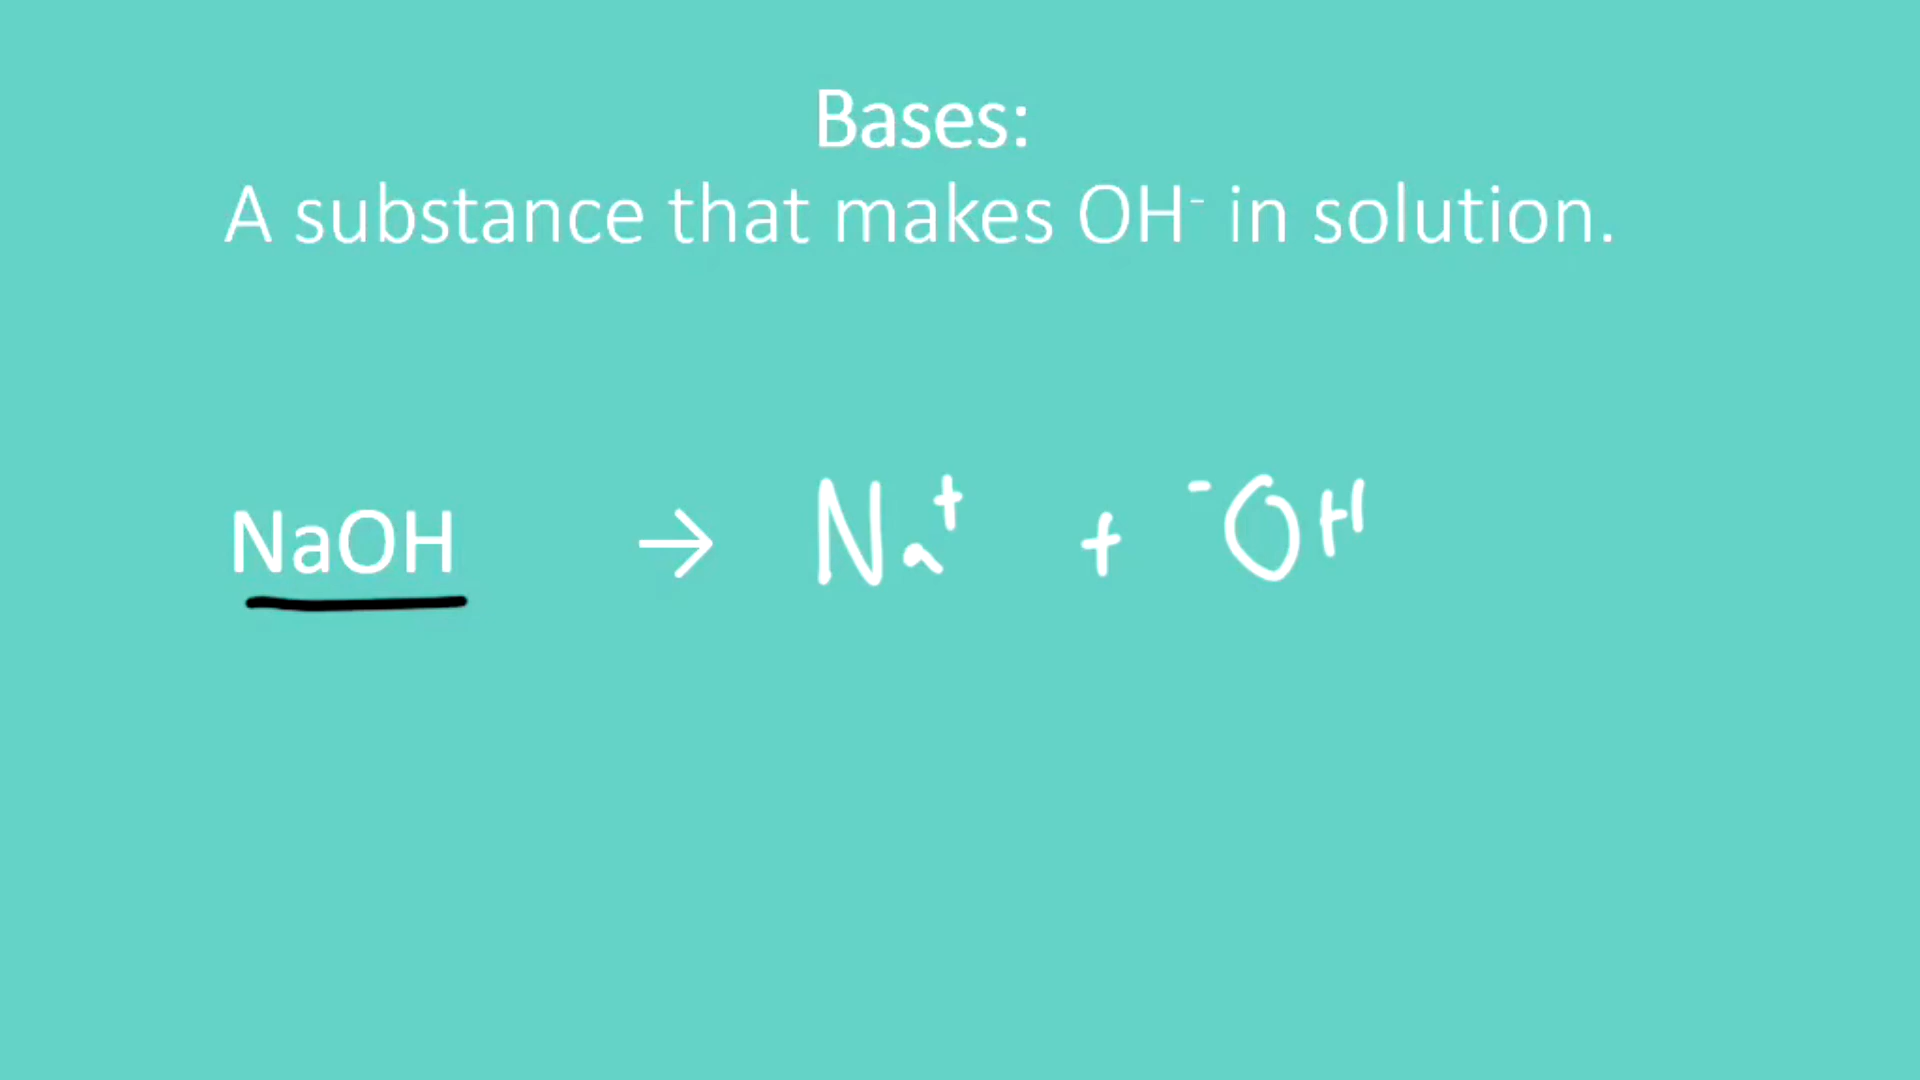 Bases:
A substance that makes OH⁻ in solution.
NaOH → Na⁺ + ⁻OH